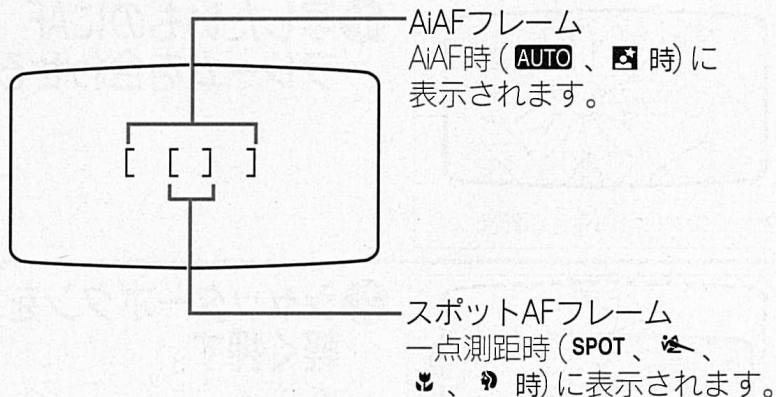 AiAFフレーム
AiAF時(AUTO、時)に
表示されます。
[ [ ] ]
スポットAFフレーム
一点測距時(SPOT、、
、時)に表示されます。